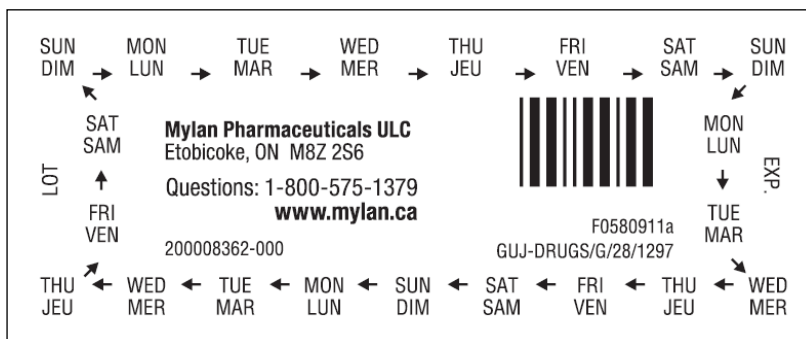 SUN MON TUE WED THU FRI SAT SUN
DIM → LUN → MAR → MER → JEU → VEN → SAM → DIM
SAT
SAM
MON
LUN
Mylan Pharmaceuticals ULC
Etobicoke, ON M8Z 2S6
LOT
EXP.
Questions: 1-800-575-1379
www.mylan.ca
FRI
VEN
TUE
MAR
F0580911a
200008362-000
GUJ-DRUGS/G/28/1297
THU ← WED ← TUE ← MON ← SUN ← SAT ← FRI ← THU ← WED
JEU MER MAR LUN DIM SAM VEN JEU MER